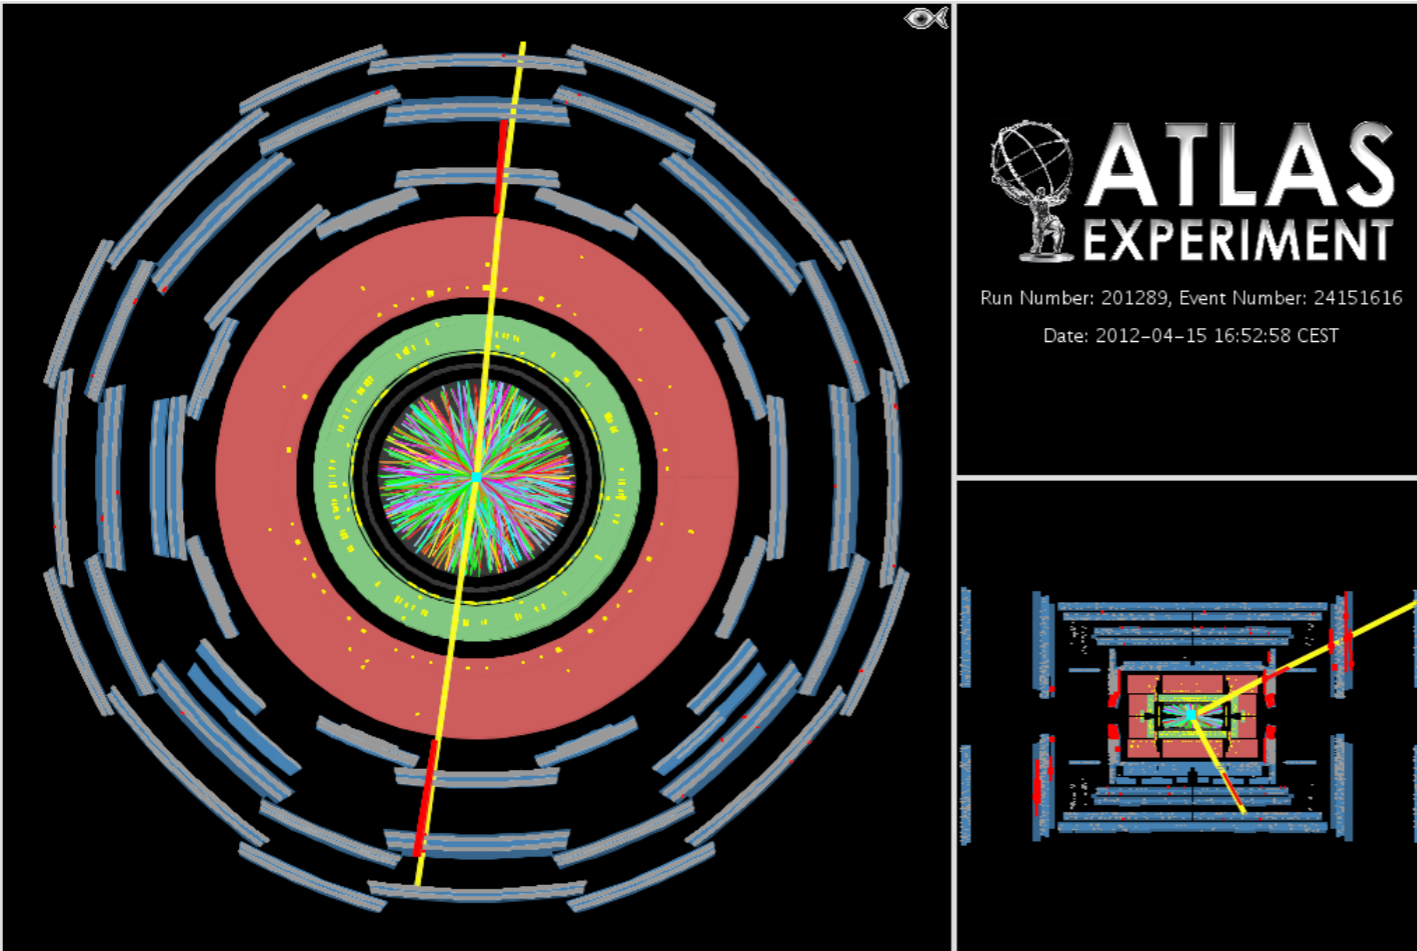 ATLAS
EXPERIMENT
Run Number: 201289, Event Number: 24151616
Date: 2012-04-15 16:52:58 CEST